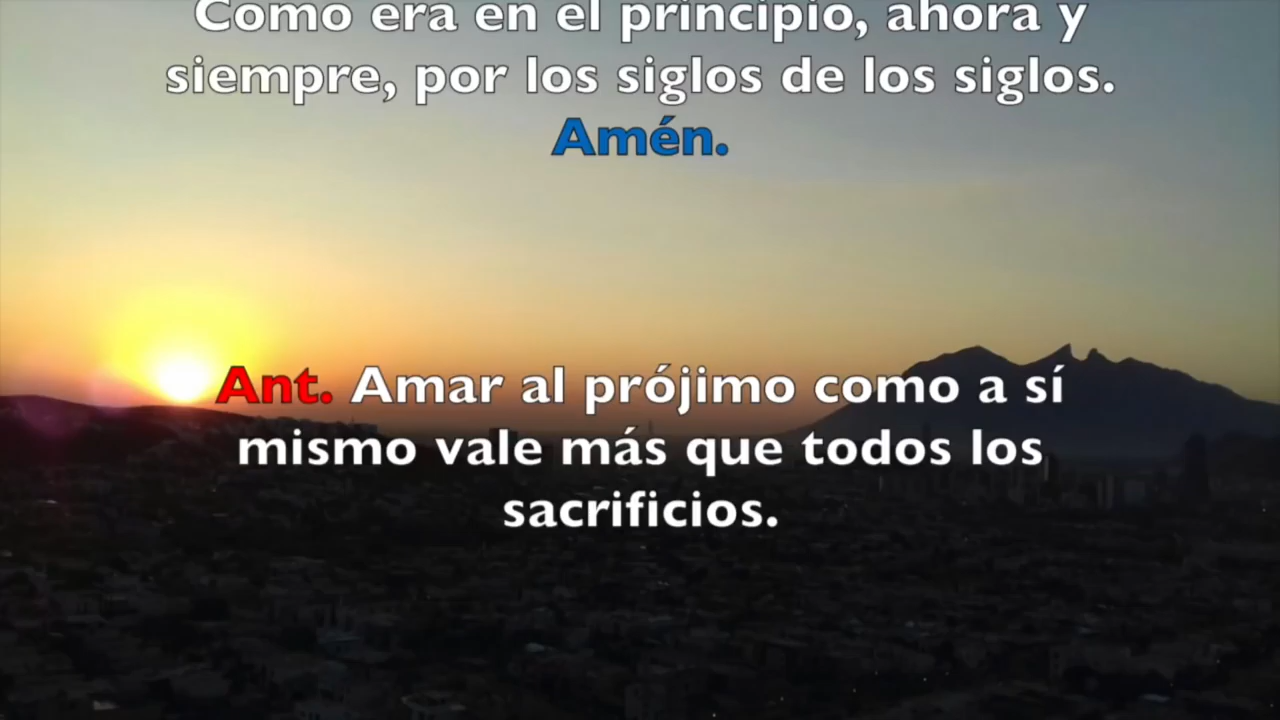 Como era en el principio, ahora y
siempre, por los siglos de los siglos.
Amén.
Ant. Amar al prójimo como a sí
mismo vale más que todos los
sacrificios.